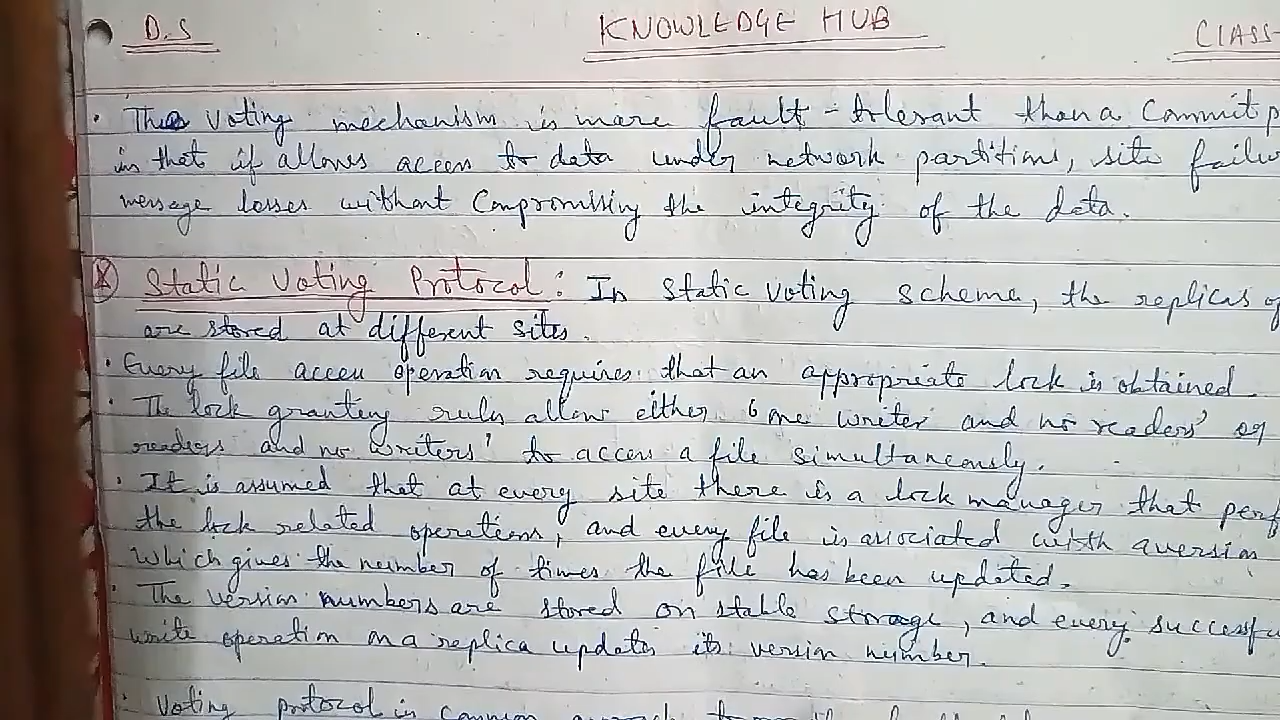 D.S KNOWLEDGE HUB CLASS-
• The voting mechanism is more fault-tolerant than a commit p
in that if allows access to data under network partitions, site failu
message losses without compromising the integrity of the data.
Static Voting Protocol: In static voting scheme, the replicas of
are stored at different sites.
• Every file access operation requires that an appropriate lock is obtained.
• The lock granting rules allow either 'one writer and no readers' or
readers and no writers' to access a file simultaneously.
• It is assumed that at every site there is a lock manager that perf
the lock related operations, and every file is associated with a version
which gives the number of times the file has been updated.
• The version numbers are stored on stable storage, and every successfu
write operation on a replica updates its version number.
• Voting protocol is common